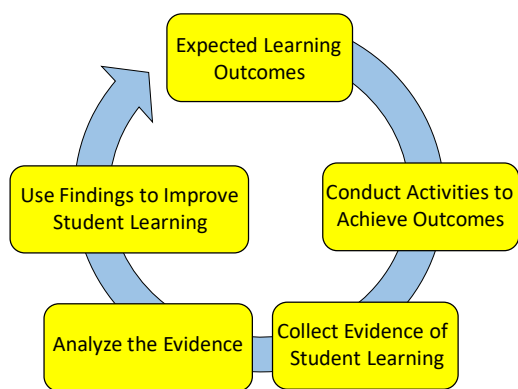 Expected Learning
Outcomes
Conduct Activities to
Achieve Outcomes
Collect Evidence of
Student Learning
Analyze the Evidence
Use Findings to Improve
Student Learning